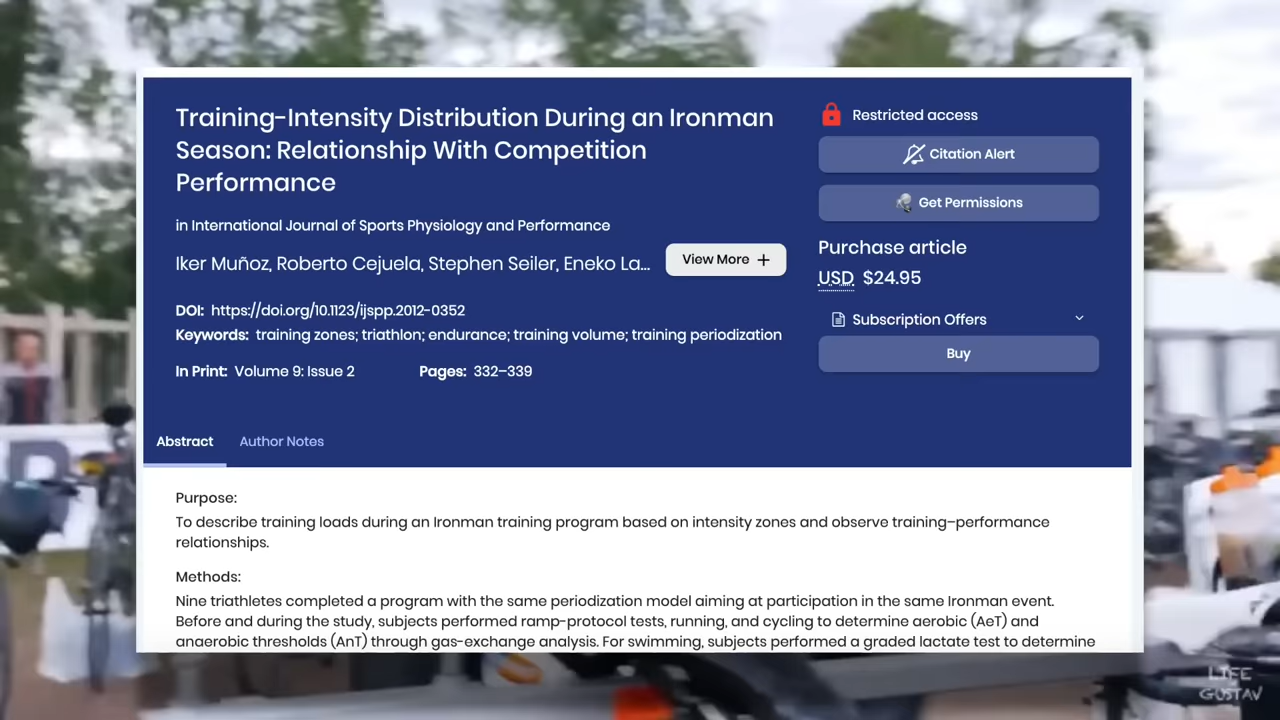 Training-Intensity Distribution During an Ironman
Season: Relationship With Competition
Performance
in International Journal of Sports Physiology and Performance
Iker Muñoz, Roberto Cejuela, Stephen Seiler, Eneko La...
View More +
DOI: https://doi.org/10.1123/ijspp.2012-0352
Keywords: training zones; triathlon; endurance; training volume; training periodization
In Print: Volume 9: Issue 2
Pages: 332–339
Restricted access
Citation Alert
Get Permissions
Purchase article
USD $24.95
Subscription Offers
Buy
Abstract
Author Notes
Purpose:
To describe training loads during an Ironman training program based on intensity zones and observe training–performance
relationships.
Methods:
Nine triathletes completed a program with the same periodization model aiming at participation in the same Ironman event.
Before and during the study, subjects performed ramp-protocol tests, running, and cycling to determine aerobic (AeT) and
anaerobic thresholds (AnT) through gas-exchange analysis. For swimming, subjects performed a graded lactate test to determine
LIFE
GUSTAV